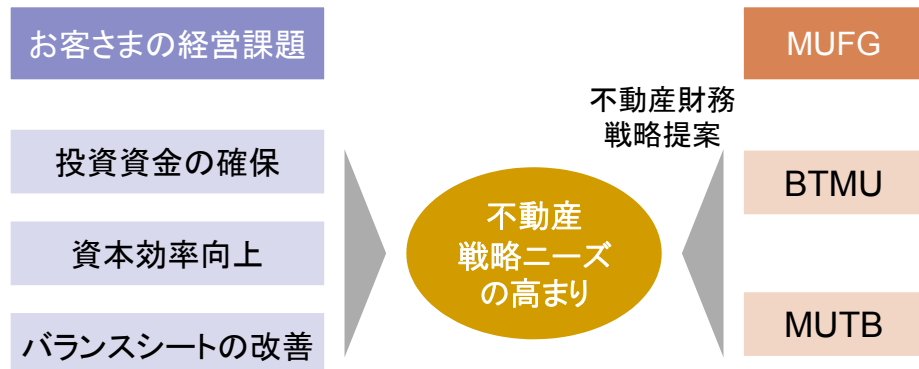 お客さまの経営課題
投資資金の確保
資本効率向上
バランスシートの改善
不動産
戦略ニーズ
の高まり
不動産財務
戦略提案
MUFG
BTMU
MUTB